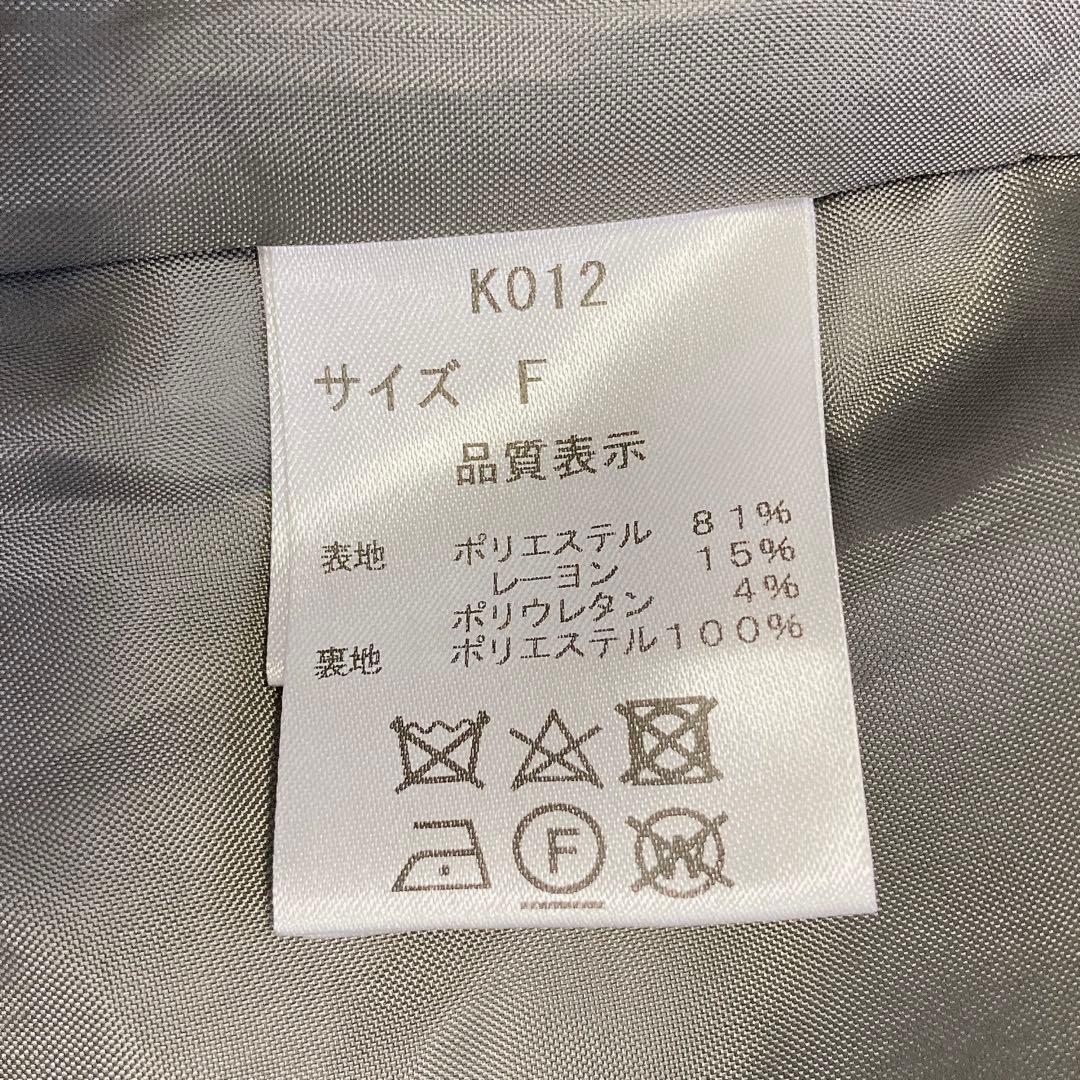 K012
サイズ F
品質表示
表地 ポリエステル 81%
レーヨン 15%
ポリウレタン 4%
裏地 ポリエステル100%
F W